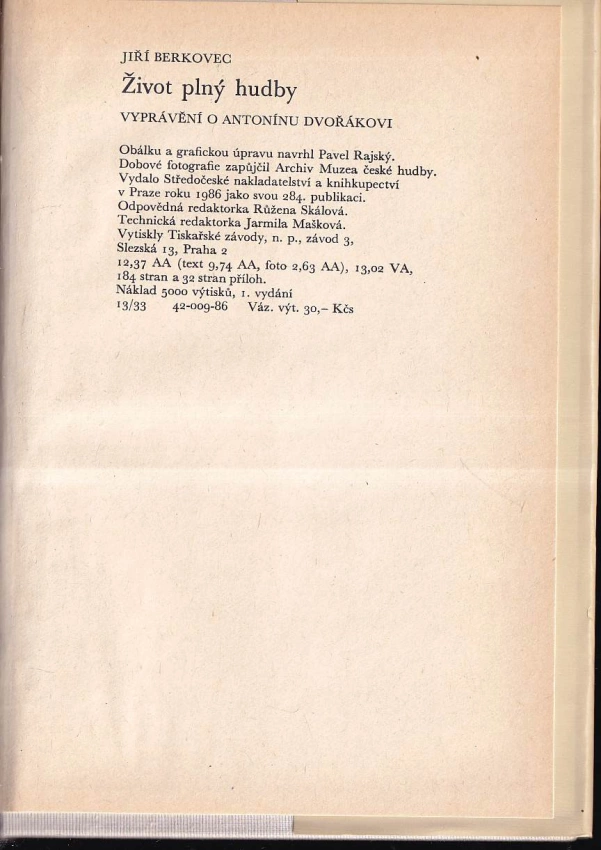 JIŘÍ BERKOVEC
Život plný hudby
VYPRÁVĚNÍ O ANTONÍNU DVOŘÁKOVI
Obálku a grafickou úpravu navrhl Pavel Rajský.
Dobové fotografie zapůjčil Archiv Muzea české hudby.
Vydalo Středočeské nakladatelství a knihkupectví
v Praze roku 1986 jako svou 284. publikaci.
Odpovědná redaktorka Růžena Skálová.
Technická redaktorka Jarmila Mašková.
Vytiskly Tiskařské závody, n. p., závod 3,
Slezská 13, Praha 2
12,37 AA (text 9,74 AA, foto 2,63 AA), 13,02 VA,
184 stran a 32 stran příloh.
Náklad 5000 výtisků, 1. vydání
13/33 42-009-86 Váz. výt. 30,– Kčs